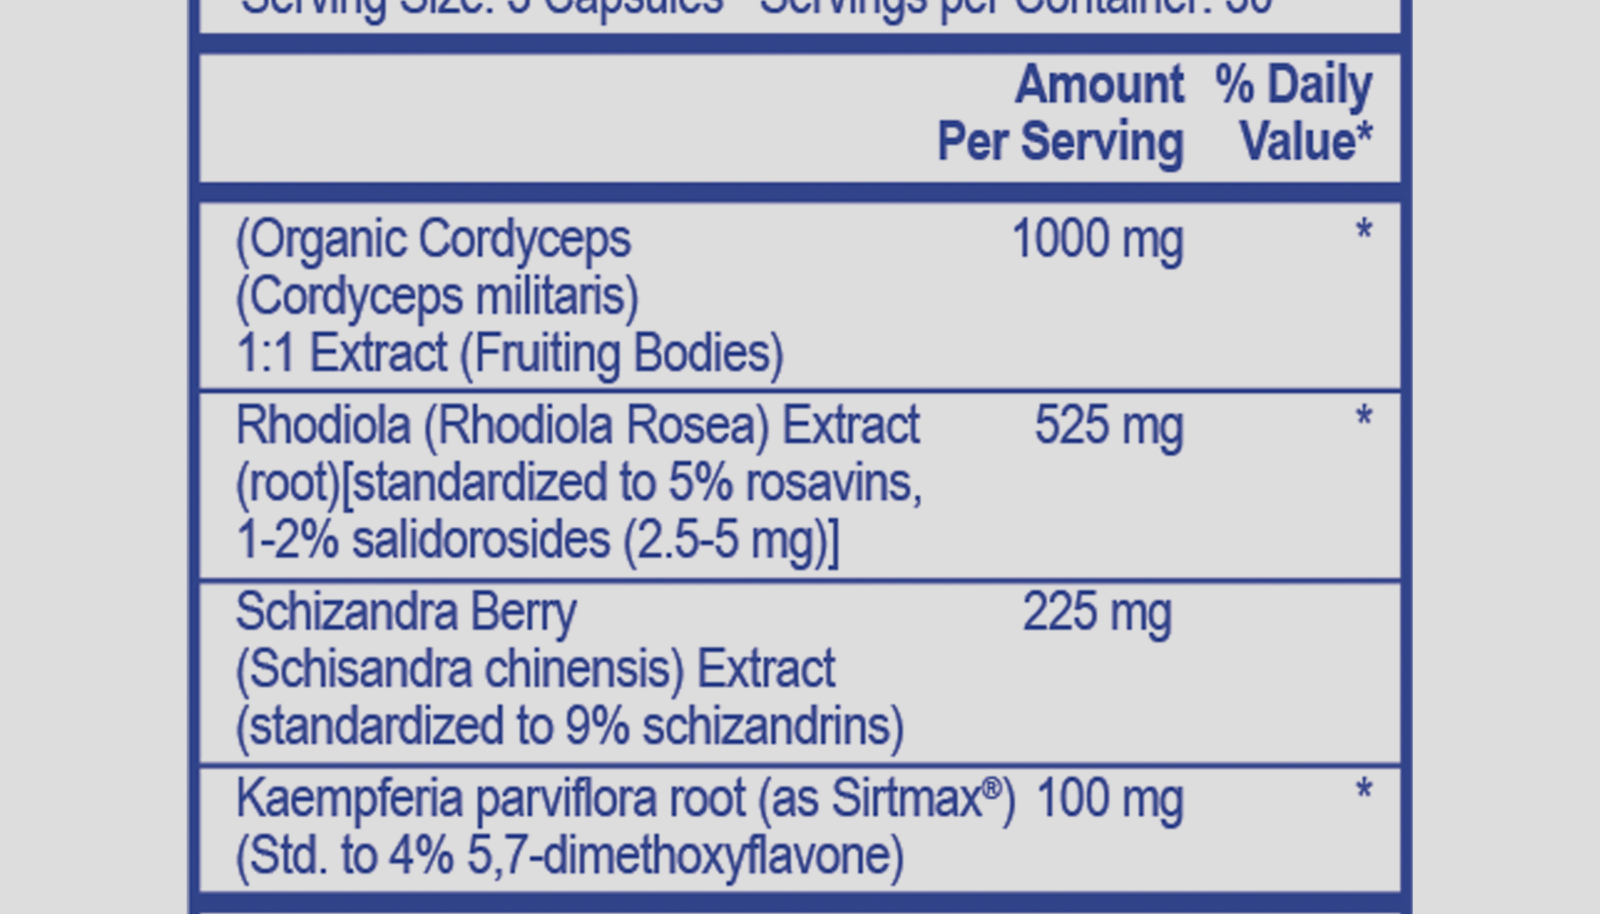 Serving Size: 3 Capsules Servings per Container: 30
Amount % Daily
Per Serving Value*
(Organic Cordyceps 1000 mg *
(Cordyceps militaris)
1:1 Extract (Fruiting Bodies)
Rhodiola (Rhodiola Rosea) Extract 525 mg *
(root)[standardized to 5% rosavins,
1-2% salidorosides (2.5-5 mg)]
Schizandra Berry 225 mg
(Schisandra chinensis) Extract
(standardized to 9% schizandrins)
Kaempferia parviflora root (as Sirtmax®) 100 mg *
(Std. to 4% 5,7-dimethoxyflavone)